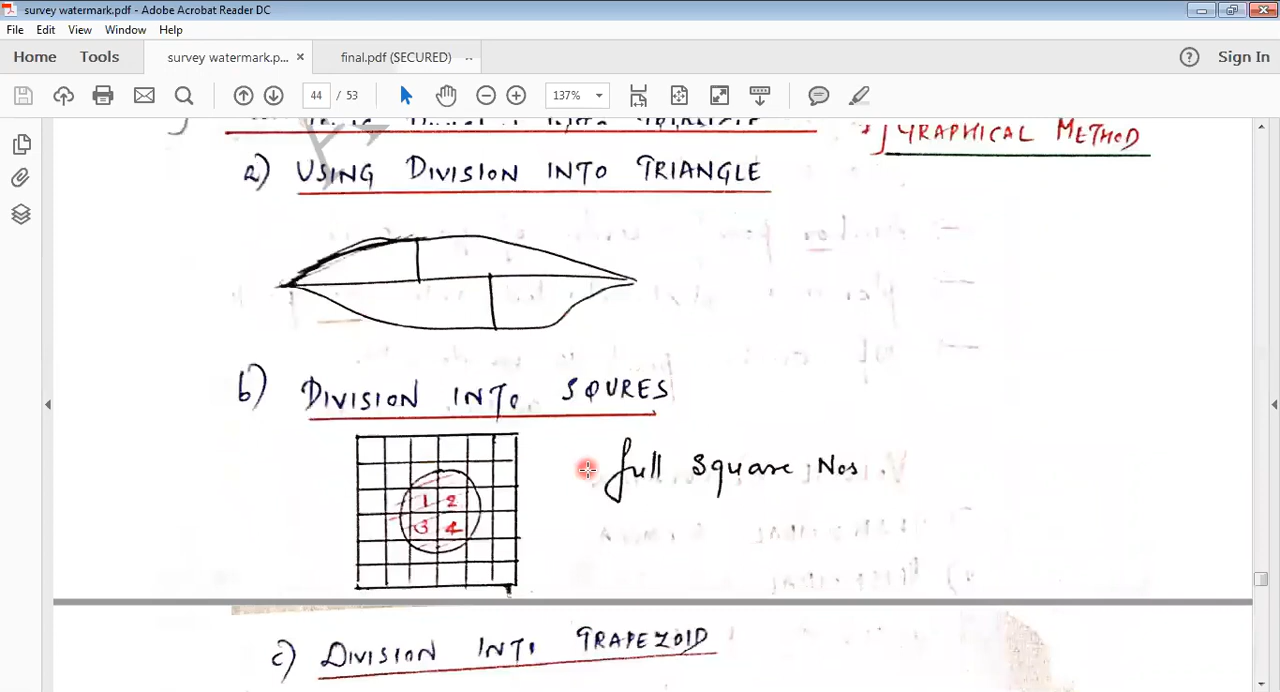 survey watermark.pdf - Adobe Acrobat Reader DC
File Edit View Window Help
Home Tools survey watermark.p... × final.pdf (SECURED) ..
Sign In
44 / 53 137%
GRAPHICAL METHOD
a) USING DIVISION INTO TRIANGLE
b) DIVISION INTO SQURES
full square Nos
1 2
3 4
c) DIVISION INTO TRAPEZOID